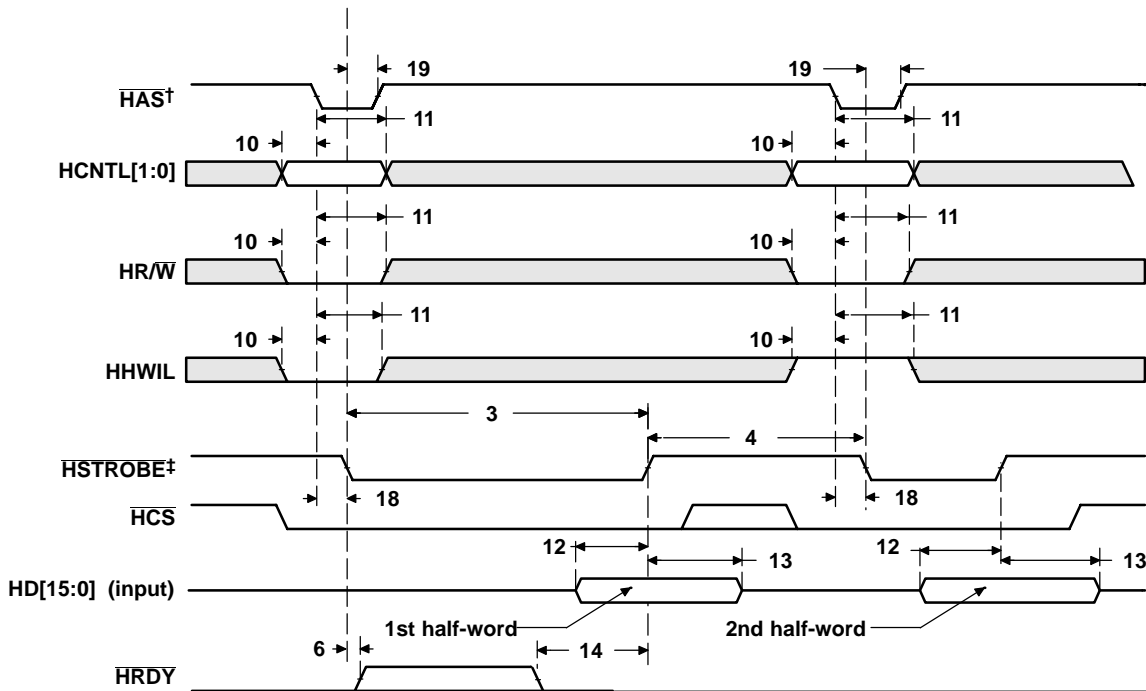 19 19
HAS†
11 11
10 10
HCNTL[1:0]
11 11
10 10
HR/W
11 11
10 10
HHWIL
3
4
HSTROBE‡
18 18
HCS
12 12
13 13
HD[15:0] (input)
1st half-word 2nd half-word
6 14
HRDY